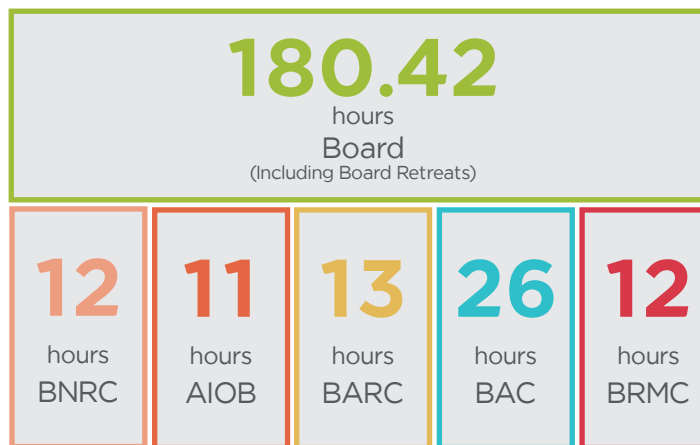 180.42
hours
Board
(Including Board Retreats)
12
hours
BNRC
11
hours
AIOB
13
hours
BARC
26
hours
BAC
12
hours
BRMC